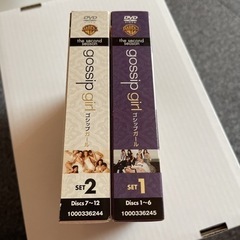 DVD
the second
season
gossip girl
ゴシップガール
SET
2
Discs 7~12
1000336244
DVD
the second
season
gossip girl
ゴシップガール
SET
1
Discs 1~6
1000336245